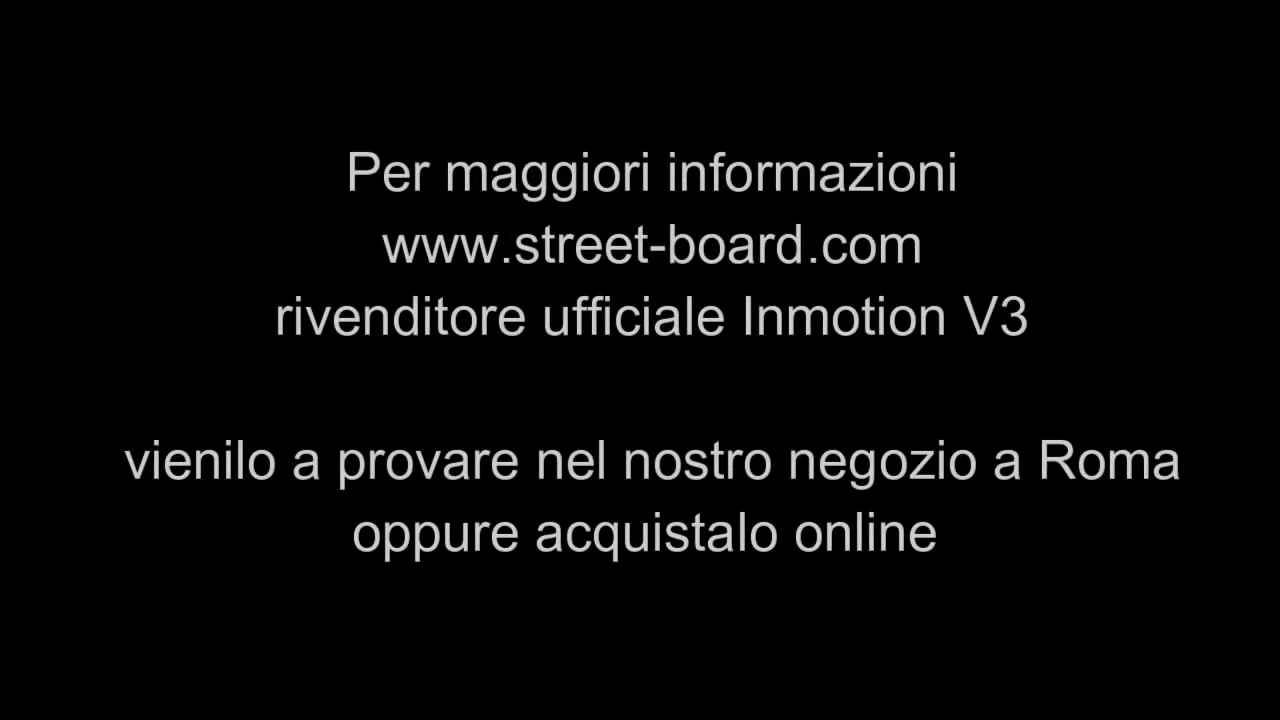 Per maggiori informazioni
www.street-board.com
rivenditore ufficiale Inmotion V3
vienilo a provare nel nostro negozio a Roma
oppure acquistalo online